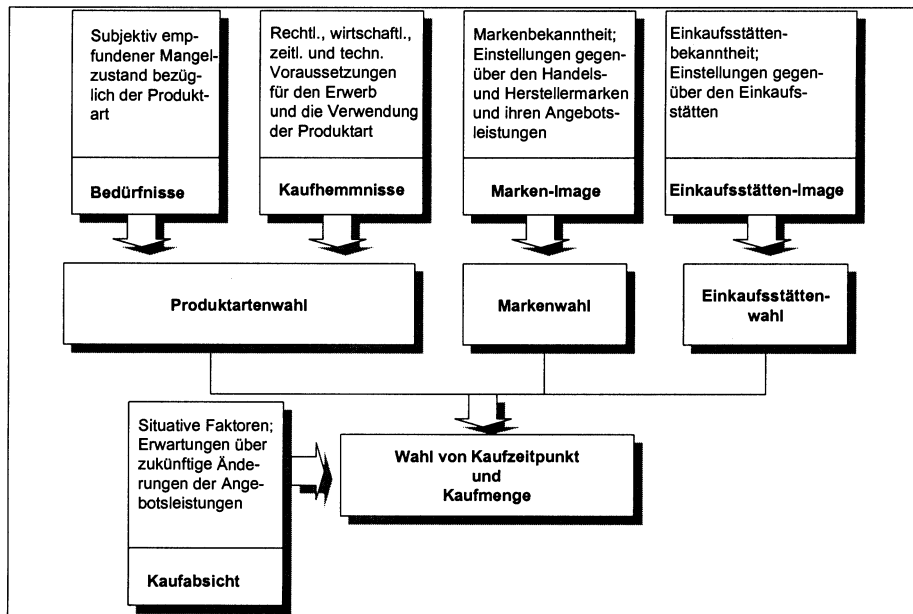 Subjektiv emp-
fundener Mangel-
zustand bezüg-
lich der Produkt-
art
Bedürfnisse
Rechtl., wirtschaftl.,
zeitl. und techn.
Voraussetzungen
für den Erwerb
und die Verwendung
der Produktart
Kaufhemmnisse
Markenbekanntheit;
Einstellungen gegen-
über den Handels-
und Herstellermarken
und ihren Angebots-
leistungen
Marken-Image
Einkaufsstätten-
bekanntheit;
Einstellungen gegen-
über den Einkaufs-
stätten
Einkaufsstätten-Image
Produktartenwahl
Markenwahl
Einkaufsstätten-
wahl
Situative Faktoren;
Erwartungen über
zukünftige Ände-
rungen der Ange-
botsleistungen
Kaufabsicht
Wahl von Kaufzeitpunkt
und
Kaufmenge